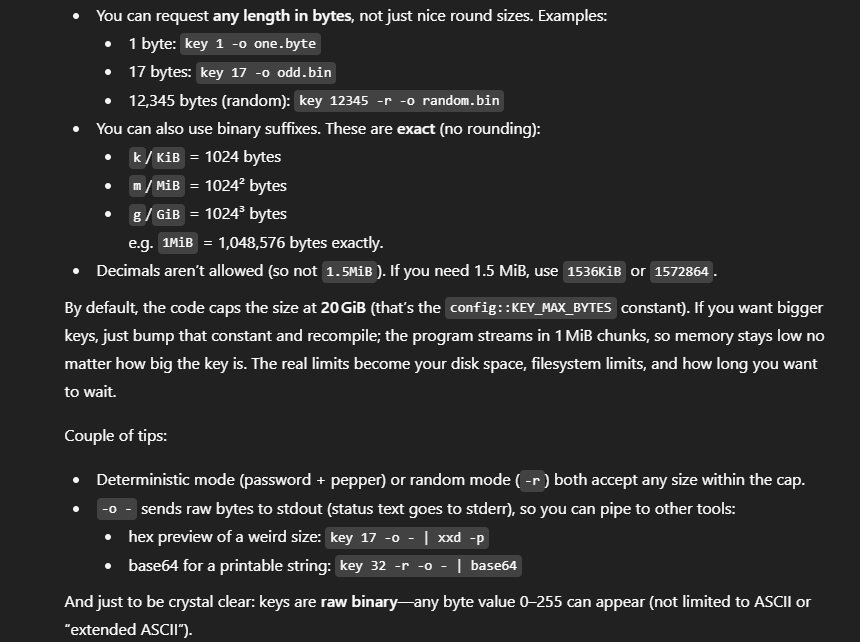 • You can request any length in bytes, not just nice round sizes. Examples:
• 1 byte: key 1 -o one.byte
• 17 bytes: key 17 -o odd.bin
• 12,345 bytes (random): key 12345 -r -o random.bin
• You can also use binary suffixes. These are exact (no rounding):
• k / KiB = 1024 bytes
• m / MiB = 1024² bytes
• g / GiB = 1024³ bytes
e.g. 1MiB = 1,048,576 bytes exactly.
• Decimals aren’t allowed (so not 1.5MiB). If you need 1.5 MiB, use 1536KiB or 1572864.
By default, the code caps the size at 20 GiB (that’s the config::KEY_MAX_BYTES constant). If you want bigger
keys, just bump that constant and recompile; the program streams in 1 MiB chunks, so memory stays low no
matter how big the key is. The real limits become your disk space, filesystem limits, and how long you want
to wait.
Couple of tips:
• Deterministic mode (password + pepper) or random mode (-r) both accept any size within the cap.
• -o - sends raw bytes to stdout (status text goes to stderr), so you can pipe to other tools:
• hex preview of a weird size: key 17 -o - | xxd -p
• base64 for a printable string: key 32 -r -o - | base64
And just to be crystal clear: keys are raw binary—any byte value 0–255 can appear (not limited to ASCII or
“extended ASCII”).